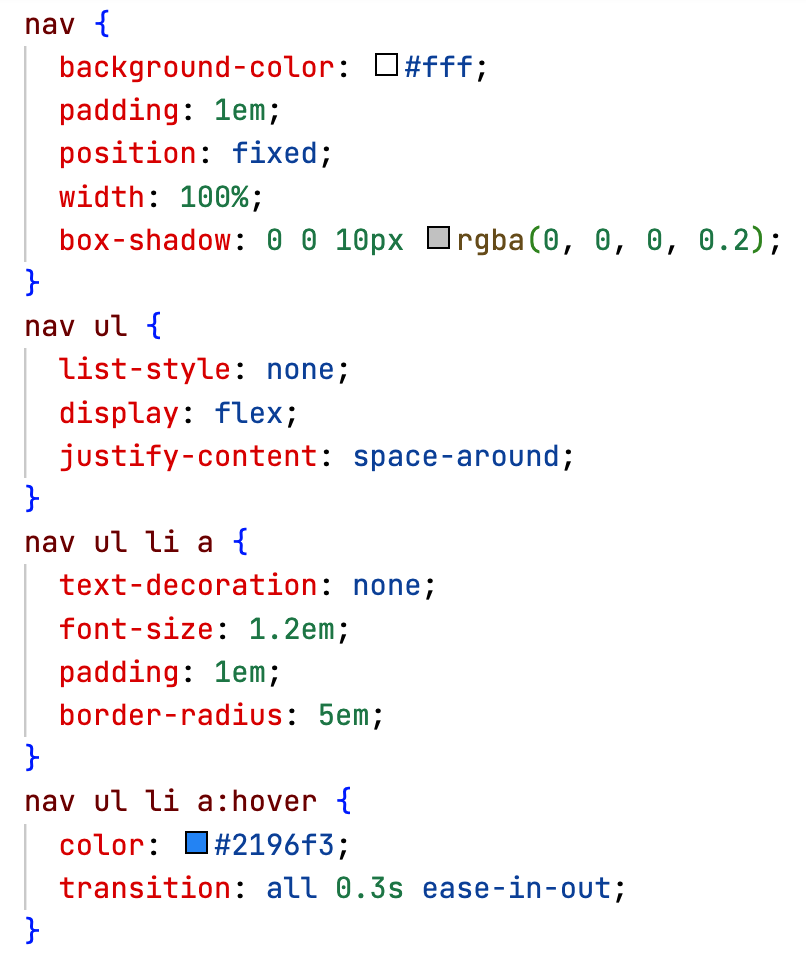 nav {
  background-color: #fff;
  padding: 1em;
  position: fixed;
  width: 100%;
  box-shadow: 0 0 10px rgba(0, 0, 0, 0.2);
}
nav ul {
  list-style: none;
  display: flex;
  justify-content: space-around;
}
nav ul li a {
  text-decoration: none;
  font-size: 1.2em;
  padding: 1em;
  border-radius: 5em;
}
nav ul li a:hover {
  color: #2196f3;
  transition: all 0.3s ease-in-out;
}